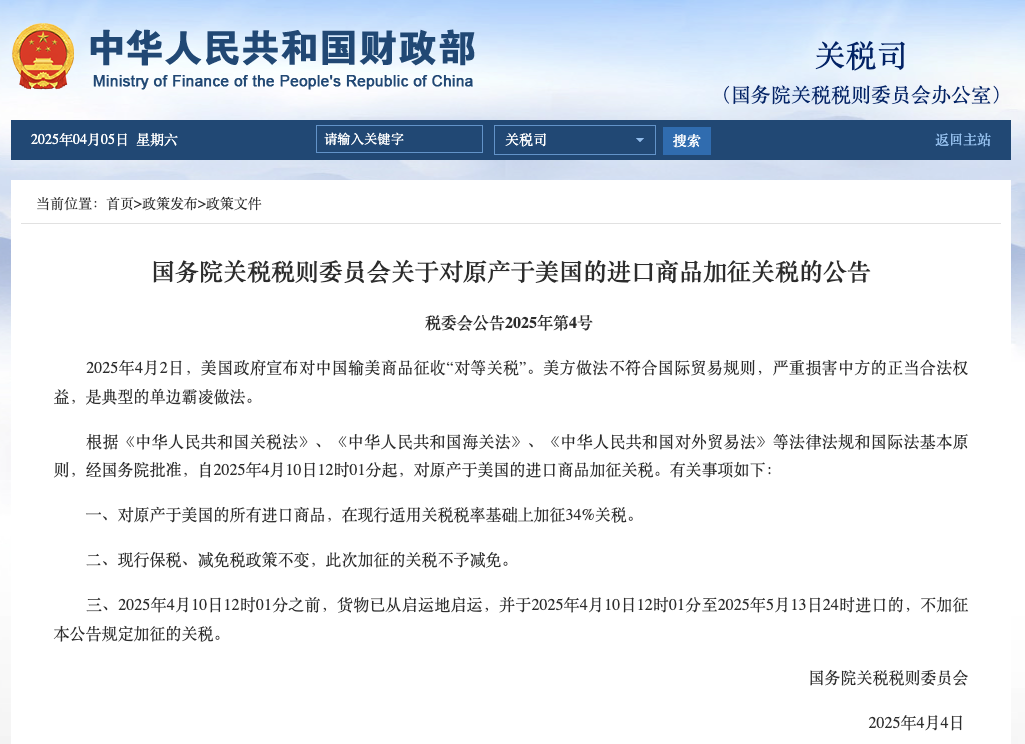 中华人民共和国财政部
Ministry of Finance of the People's Republic of China
关税司
（国务院关税税则委员会办公室）
2025年04月05日 星期六
请输入关键字
关税司
搜索
返回主站
当前位置：首页>政策发布>政策文件
国务院关税税则委员会关于对原产于美国的进口商品加征关税的公告
税委会公告2025年第4号
2025年4月2日，美国政府宣布对中国输美商品征收“对等关税”。美方做法不符合国际贸易规则，严重损害中方的正当合法权
益，是典型的单边霸凌做法。
根据《中华人民共和国关税法》、《中华人民共和国海关法》、《中华人民共和国对外贸易法》等法律法规和国际法基本原
则，经国务院批准，自2025年4月10日12时01分起，对原产于美国的进口商品加征关税。有关事项如下：
一、对原产于美国的所有进口商品，在现行适用关税税率基础上加征34%关税。
二、现行保税、减免税政策不变，此次加征的关税不予减免。
三、2025年4月10日12时01分之前，货物已从启运地启运，并于2025年4月10日12时01分至2025年5月13日24时进口的，不加征
本公告规定加征的关税。
国务院关税税则委员会
2025年4月4日